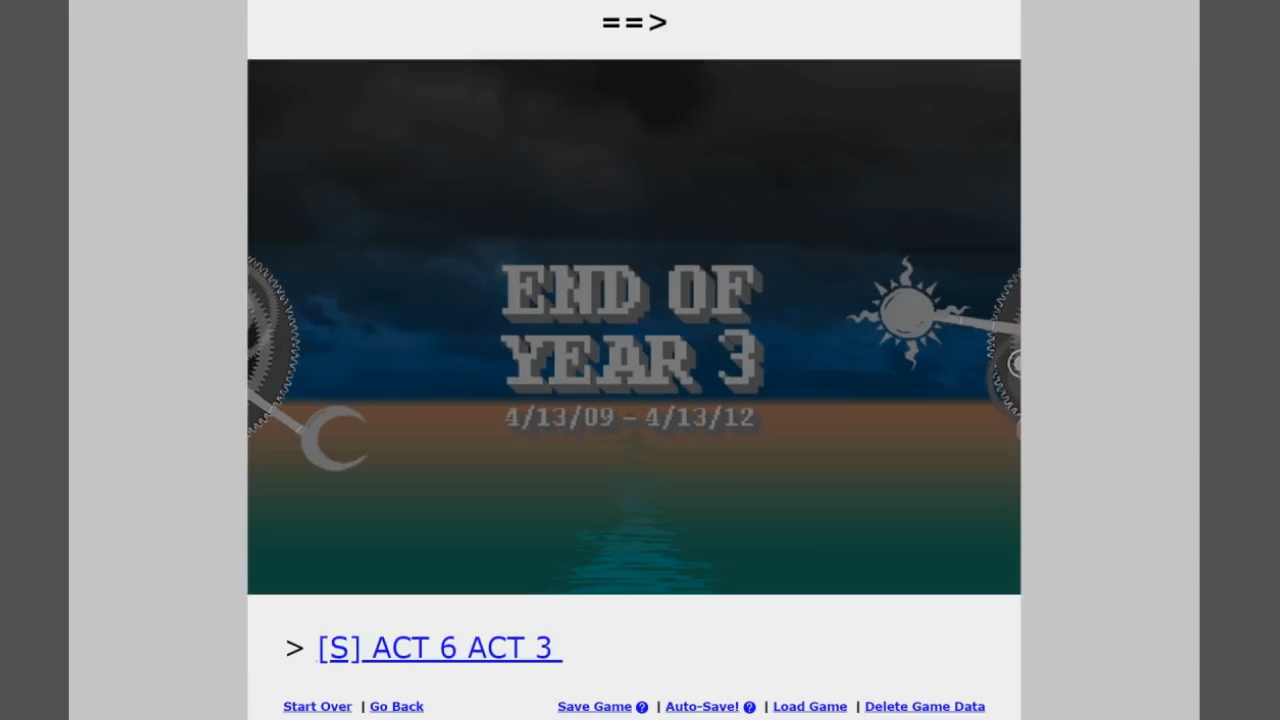 ==>
END OF
YEAR 3
4/13/09 - 4/13/12
> [S] ACT 6 ACT 3
Start Over | Go Back Save Game ? | Auto-Save! ? | Load Game | Delete Game Data